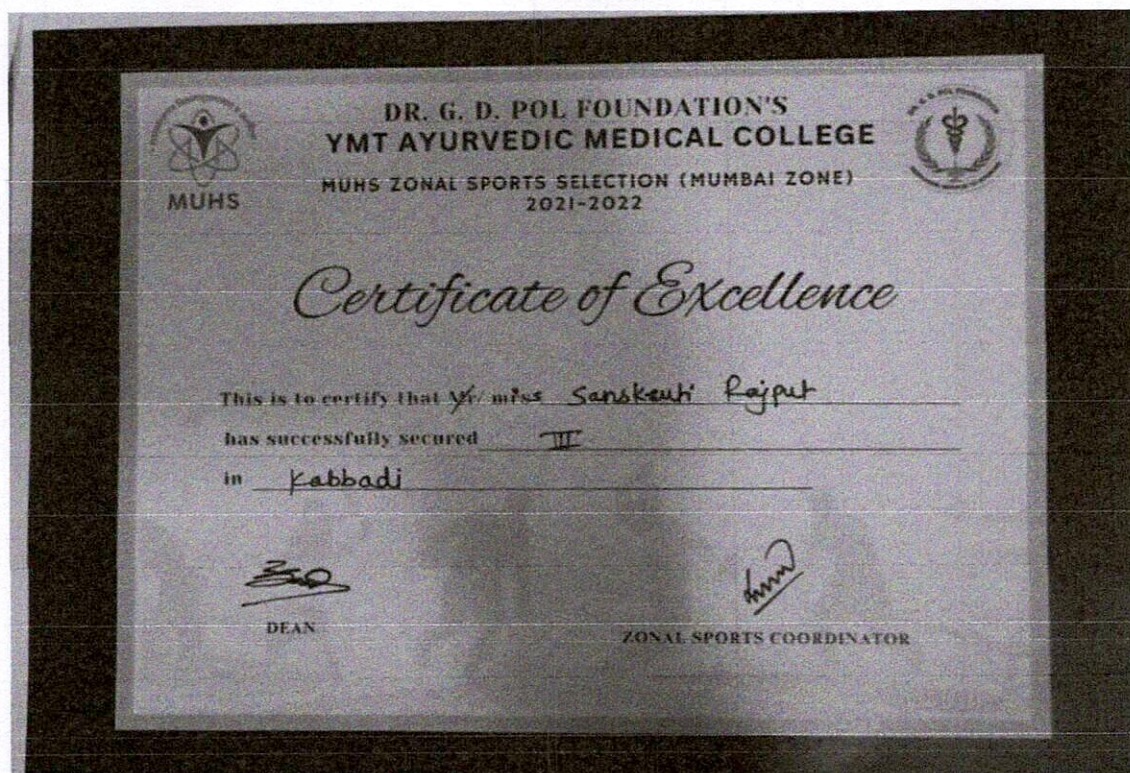 DR. G. D. POL FOUNDATION'S
YMT AYURVEDIC MEDICAL COLLEGE
MUHS ZONAL SPORTS SELECTION (MUMBAI ZONE)
2021-2022
MUHS
Certificate of Excellence
This is to certify that Mr/ miss Sanskruti Rajput
has successfully secured III
in Kabbadi
DEAN
ZONAL SPORTS COORDINATOR